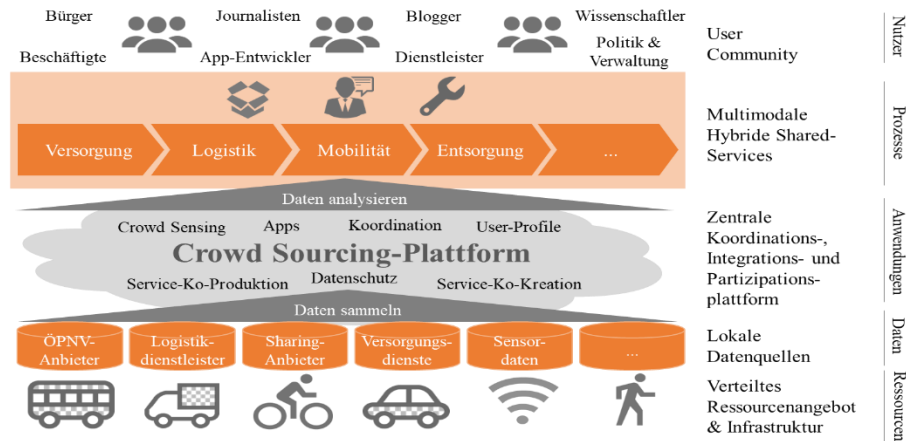 Bürger
Journalisten
Blogger
Wissenschaftler
Beschäftigte
App-Entwickler
Dienstleister
Politik &
Verwaltung
User
Community
Nutzer
Versorgung
Logistik
Mobilität
Entsorgung
...
Multimodale
Hybride Shared-
Services
Prozesse
Daten analysieren
Crowd Sensing
Apps
Koordination
User-Profile
Crowd Sourcing-Plattform
Service-Ko-Produktion
Datenschutz
Service-Ko-Kreation
Zentrale
Koordinations-,
Integrations- und
Partizipations-
plattform
Anwendungen
Daten sammeln
ÖPNV-
Anbieter
Logistik-
dienstleister
Sharing-
Anbieter
Versorgungs-
dienste
Sensor-
daten
...
Lokale
Datenquellen
Daten
Verteiltes
Ressourcenangebot
& Infrastruktur
Ressourcen